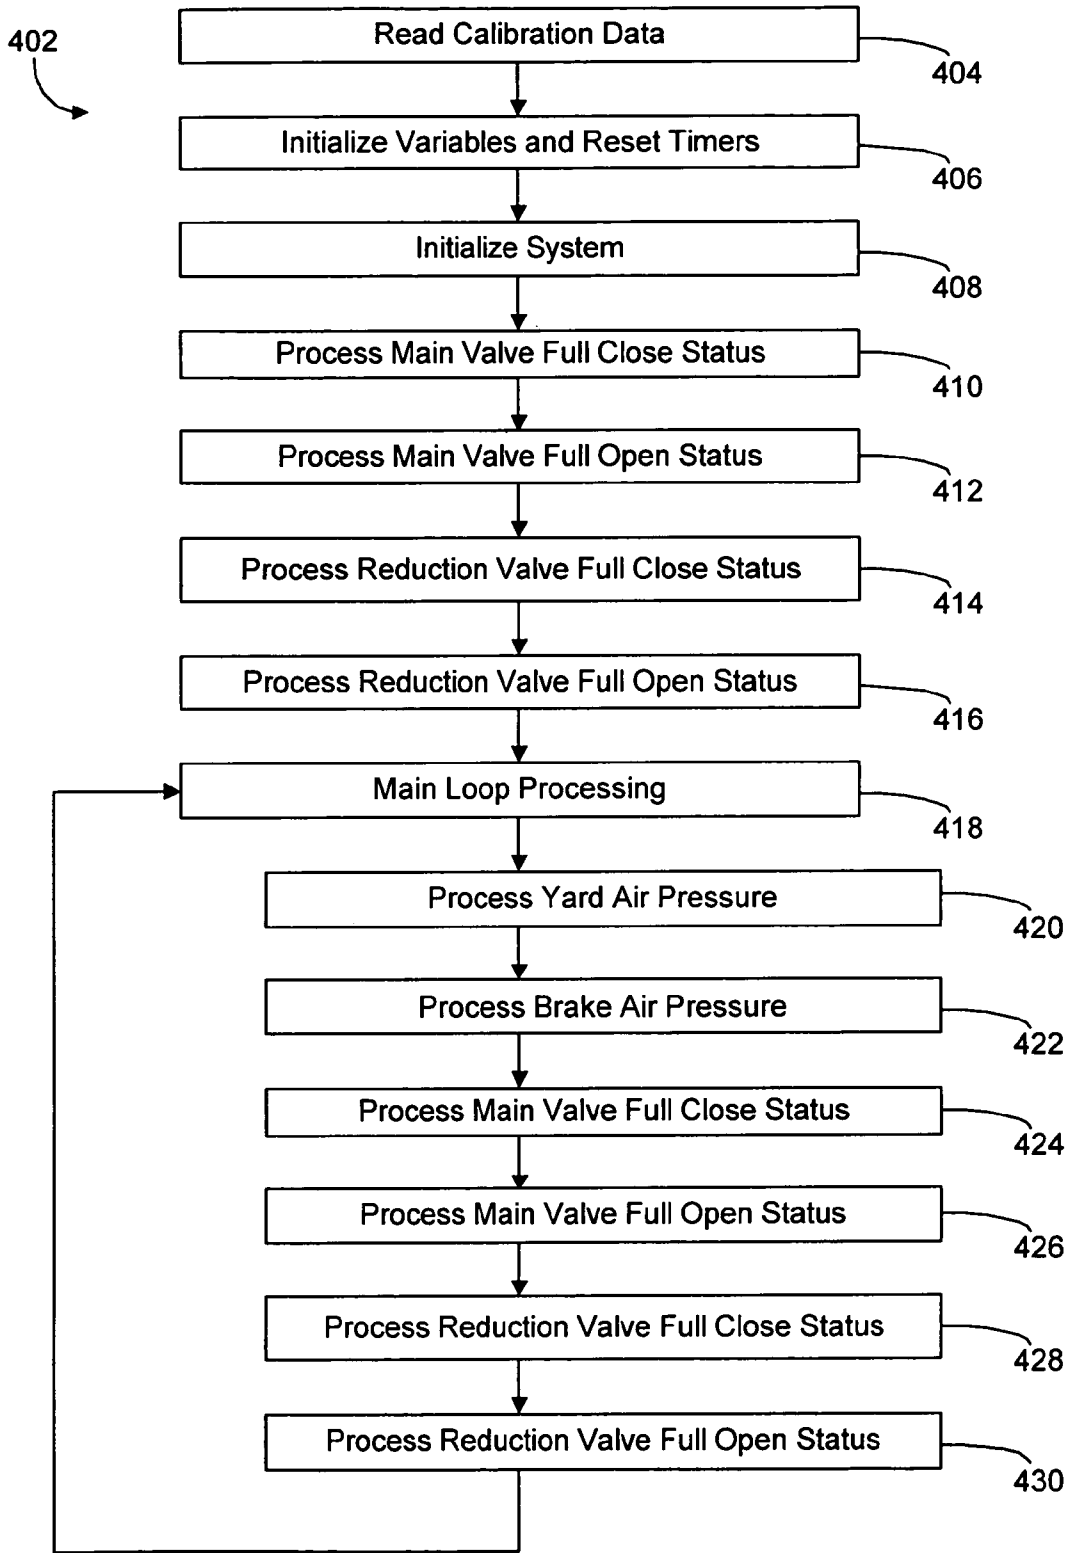 402
Read Calibration Data
404
Initialize Variables and Reset Timers
406
Initialize System
408
Process Main Valve Full Close Status
410
Process Main Valve Full Open Status
412
Process Reduction Valve Full Close Status
414
Process Reduction Valve Full Open Status
416
Main Loop Processing
418
Process Yard Air Pressure
420
Process Brake Air Pressure
422
Process Main Valve Full Close Status
424
Process Main Valve Full Open Status
426
Process Reduction Valve Full Close Status
428
Process Reduction Valve Full Open Status
430